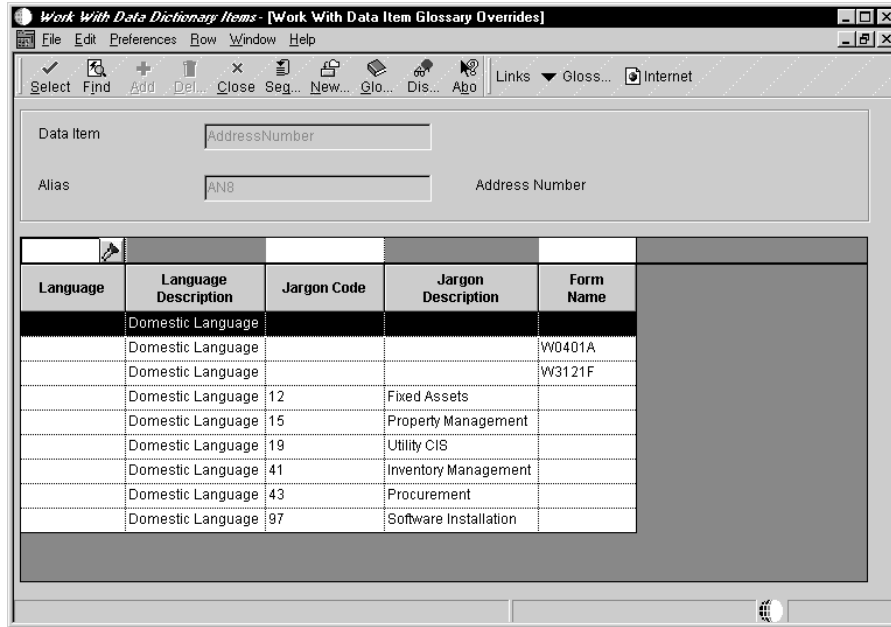 Work With Data Dictionary Items - [Work With Data Item Glossary Overrides]
File Edit Preferences Row Window Help
Select Find Add Del... Close Seq... New... Glo... Dis... Abo Links Gloss... Internet
Data Item AddressNumber
Alias AN8 Address Number
Language Language Description Jargon Code Jargon Description Form Name
Domestic Language
Domestic Language W0401A
Domestic Language W3121F
Domestic Language 12 Fixed Assets
Domestic Language 15 Property Management
Domestic Language 19 Utility CIS
Domestic Language 41 Inventory Management
Domestic Language 43 Procurement
Domestic Language 97 Software Installation